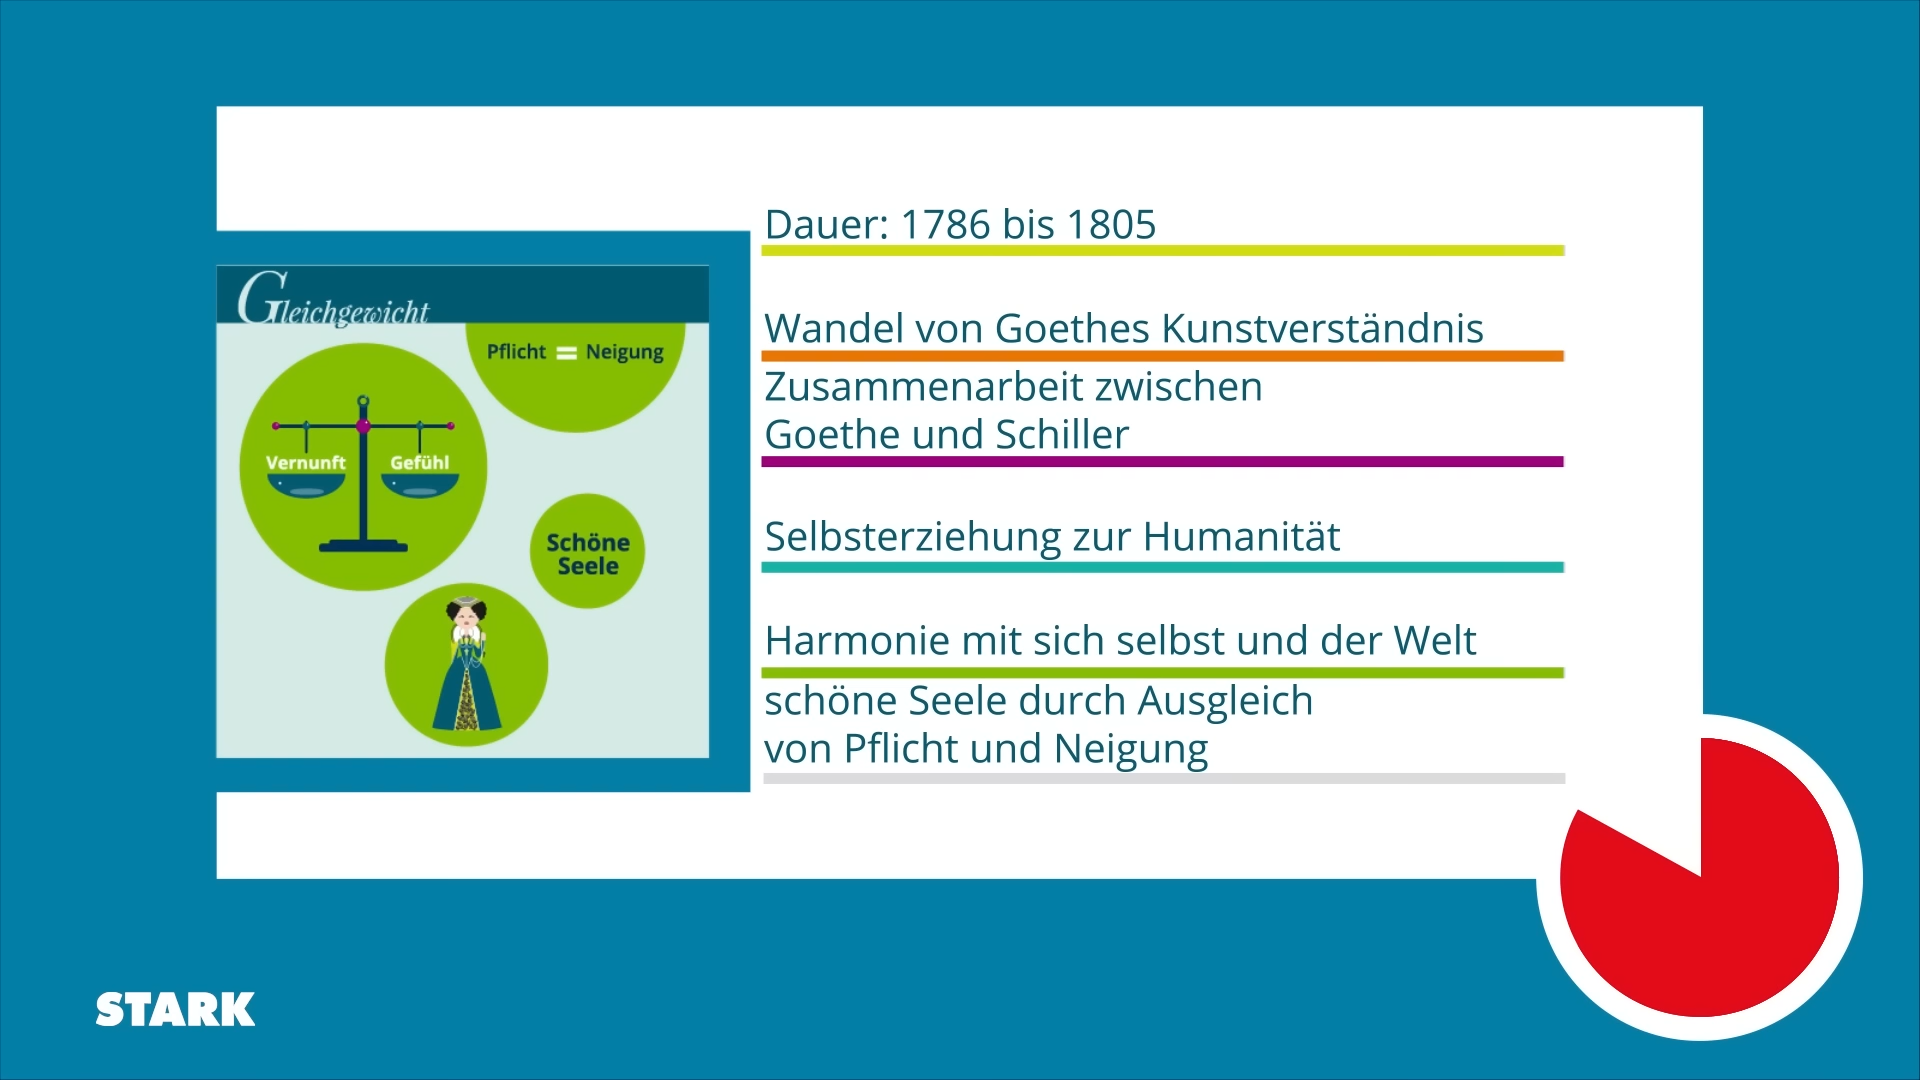 Dauer: 1786 bis 1805
Wandel von Goethes Kunstverständnis
Zusammenarbeit zwischen
Goethe und Schiller
Selbsterziehung zur Humanität
Harmonie mit sich selbst und der Welt
schöne Seele durch Ausgleich
von Pflicht und Neigung
Gleichgewicht
Pflicht = Neigung
Vernunft
Gefühl
Schöne
Seele
STARK